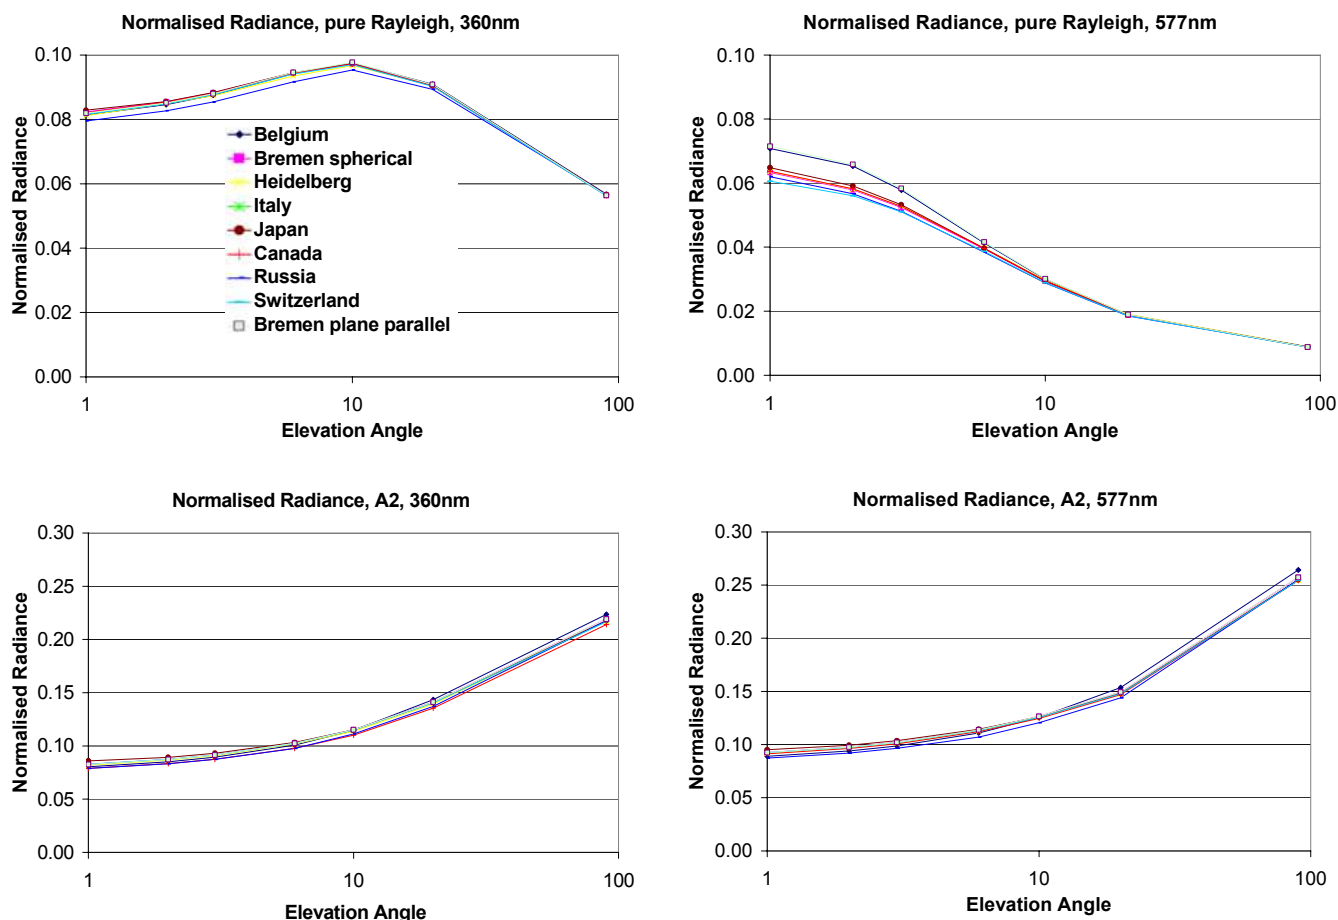 Normalised Radiance, pure Rayleigh, 360nm
Normalised Radiance
0.10
0.08
0.06
0.04
0.02
0.00
Belgium
Bremen spherical
Heidelberg
Italy
Japan
Canada
Russia
Switzerland
Bremen plane parallel
1
10
100
Elevation Angle
Normalised Radiance, pure Rayleigh, 577nm
Normalised Radiance
0.10
0.08
0.06
0.04
0.02
0.00
1
10
100
Elevation Angle
Normalised Radiance, A2, 360nm
Normalised Radiance
0.30
0.25
0.20
0.15
0.10
0.05
0.00
1
10
100
Elevation Angle
Normalised Radiance, A2, 577nm
Normalised Radiance
0.30
0.25
0.20
0.15
0.10
0.05
0.00
1
10
100
Elevation Angle